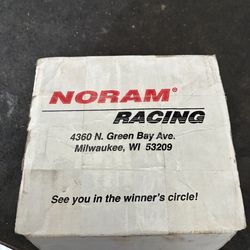 NORAM®
RACING
4360 N. Green Bay Ave.
Milwaukee, WI 53209
See you in the winner's circle!